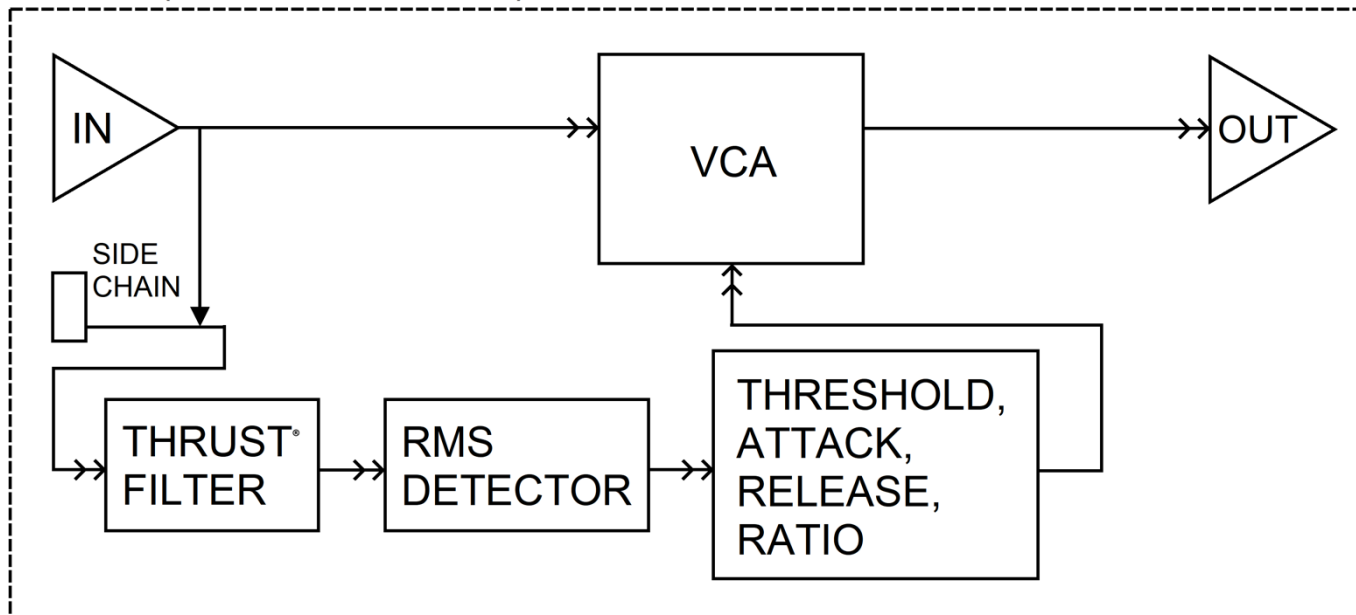 IN
VCA
OUT
SIDE
CHAIN
THRUST®
FILTER
RMS
DETECTOR
THRESHOLD,
ATTACK,
RELEASE,
RATIO